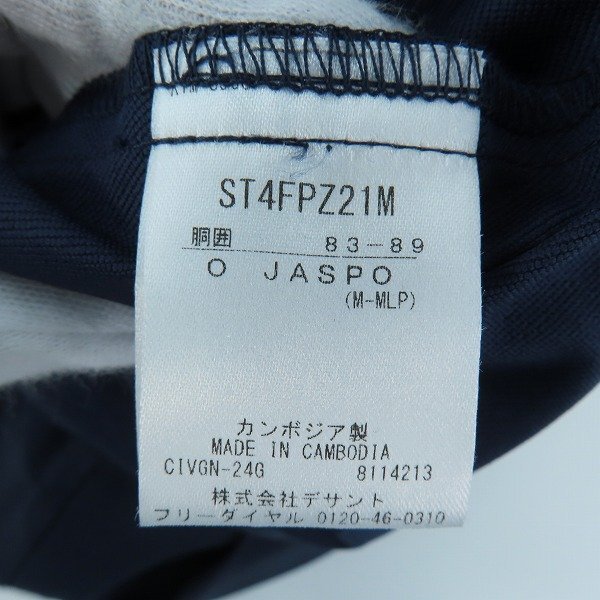 ST4FPZ21M
胴囲 83-89
O JASPO
(M-MLP)
カンボジア製
MADE IN CAMBODIA
CIVGN-24G 8114213
株式会社デサント
フリーダイヤル 0120-46-0310